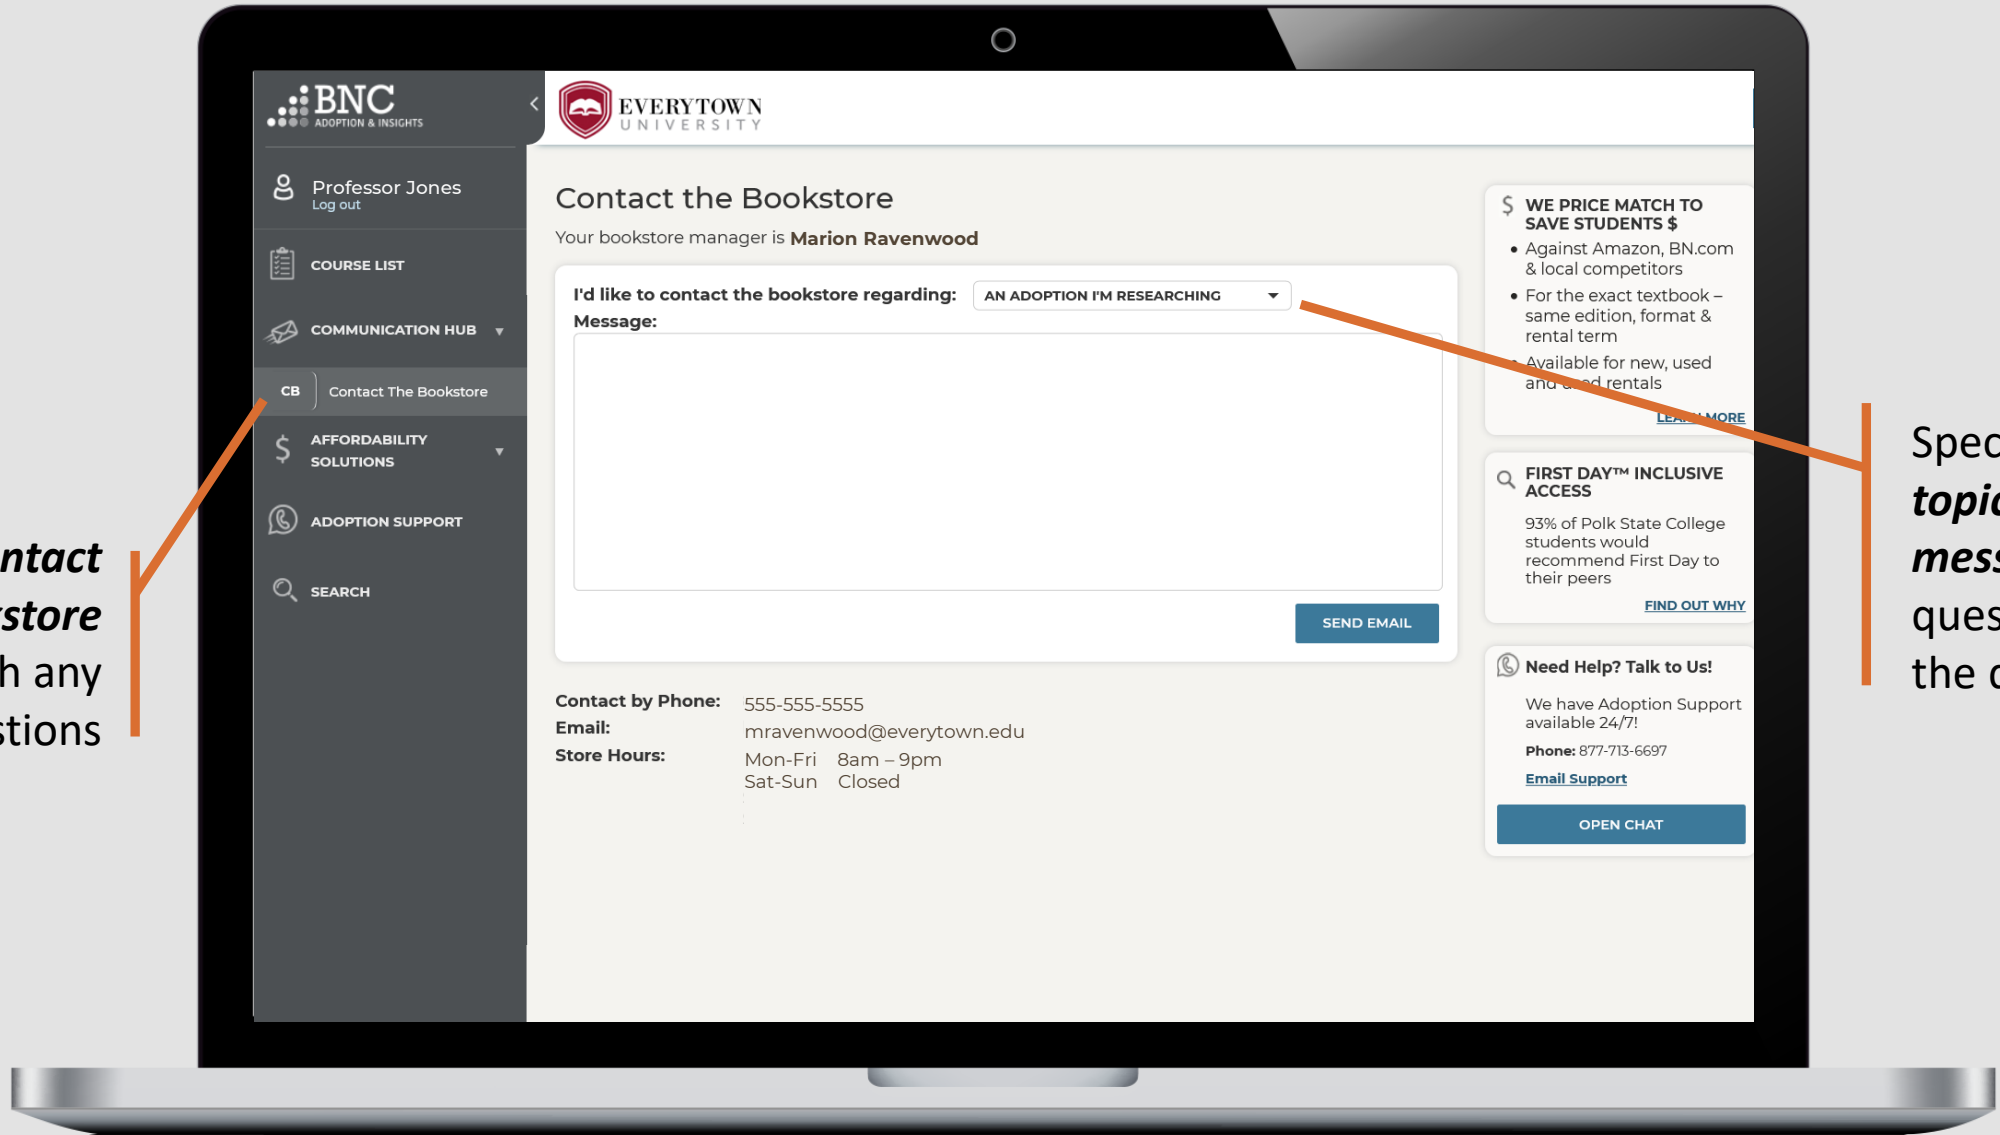 BNC
ADOPTION & INSIGHTS
EVERYTOWN
UNIVERSITY
Professor Jones
Log out
COURSE LIST
COMMUNICATION HUB
CB Contact The Bookstore
AFFORDABILITY
SOLUTIONS
ADOPTION SUPPORT
SEARCH
Contact the Bookstore
Your bookstore manager is Marion Ravenwood
I'd like to contact the bookstore regarding: AN ADOPTION I'M RESEARCHING
Message:
SEND EMAIL
Contact by Phone: 555-555-5555
Email: mravenwood@everytown.edu
Store Hours: Mon-Fri 8am – 9pm
Sat-Sun Closed
$ WE PRICE MATCH TO
SAVE STUDENTS $
• Against Amazon, BN.com
& local competitors
• For the exact textbook –
same edition, format &
rental term
• Available for new, used
and used rentals
LEARN MORE
FIRST DAY™ INCLUSIVE
ACCESS
93% of Polk State College
students would
recommend First Day to
their peers
FIND OUT WHY
Need Help? Talk to Us!
We have Adoption Support
available 24/7!
Phone: 877-713-6697
Email Support
OPEN CHAT
ntact
store
h any
stions
Spec
topic
mess
ques
the